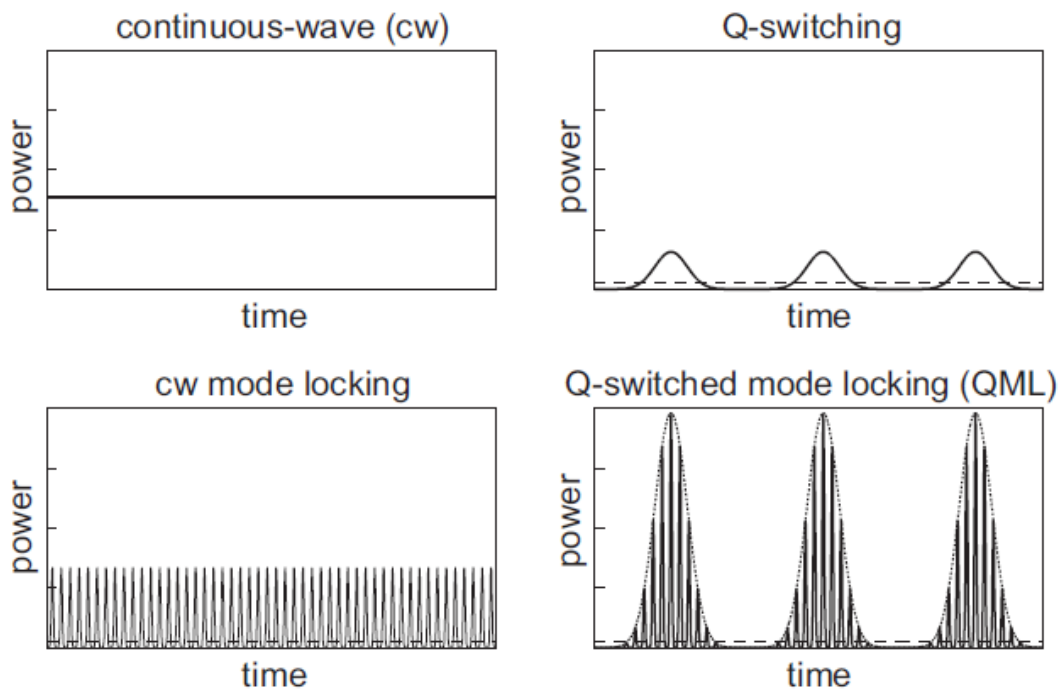 continuous-wave (cw)
power
time
Q-switching
power
time
cw mode locking
power
time
Q-switched mode locking (QML)
power
time